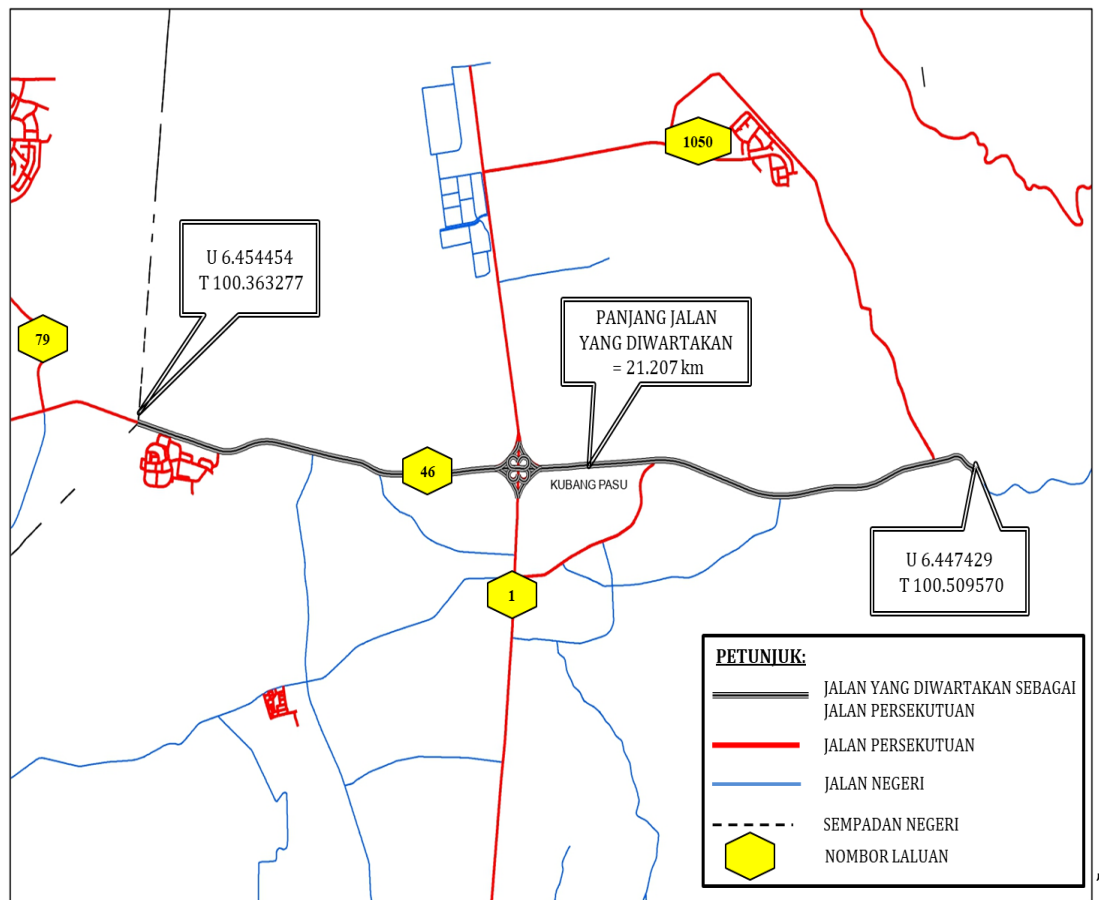 1050
U 6.454454
T 100.363277
PANJANG JALAN
YANG DIWARTAKAN
= 21.207 km
79
46
KUBANG PASU
U 6.447429
T 100.509570
1
PETUNJUK:
JALAN YANG DIWARTAKAN SEBAGAI
JALAN PERSEKUTUAN
JALAN PERSEKUTUAN
JALAN NEGERI
SEMPADAN NEGERI
NOMBOR LALUAN